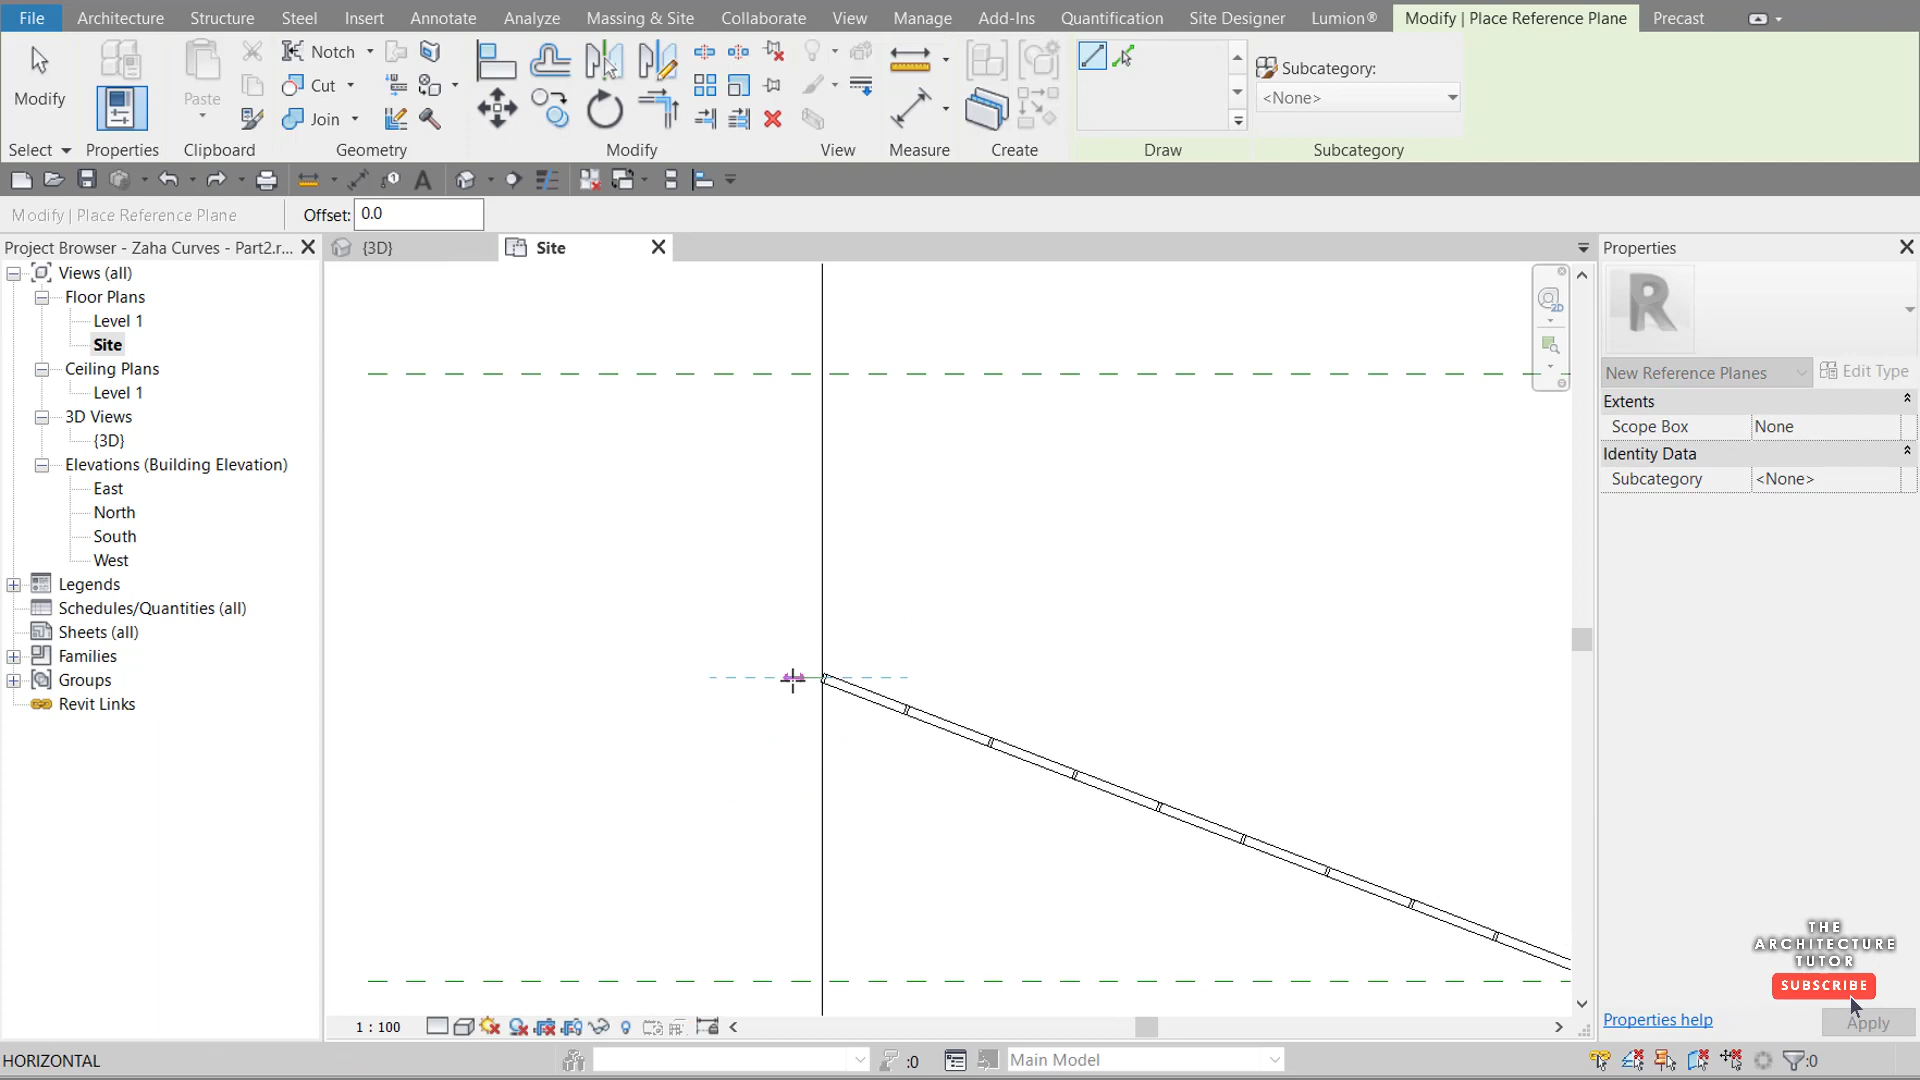 File Architecture Structure Steel Insert Annotate Analyze Massing & Site Collaborate View Manage Add-Ins Quantification Site Designer Lumion® Modify | Place Reference Plane Precast
Notch
Subcategory:
Modify Paste Cut <None>
Join
Select Properties Clipboard Geometry Modify View Measure Create Draw Subcategory
Modify | Place Reference Plane Offset: 0.0
Project Browser - Zaha Curves - Part2.r... {3D} Site Properties
Views (all)
Floor Plans
Level 1
Site
Ceiling Plans
Level 1
3D Views
{3D}
Elevations (Building Elevation)
East
North
South
West
Legends
Schedules/Quantities (all)
Sheets (all)
Families
Groups
Revit Links
2D
R
New Reference Planes Edit Type
Extents
Scope Box None
Identity Data
Subcategory <None>
THE
ARCHITECTURE
TUTOR
SUBSCRIBE
Properties help Apply
1 : 100
HORIZONTAL :0 Main Model :0